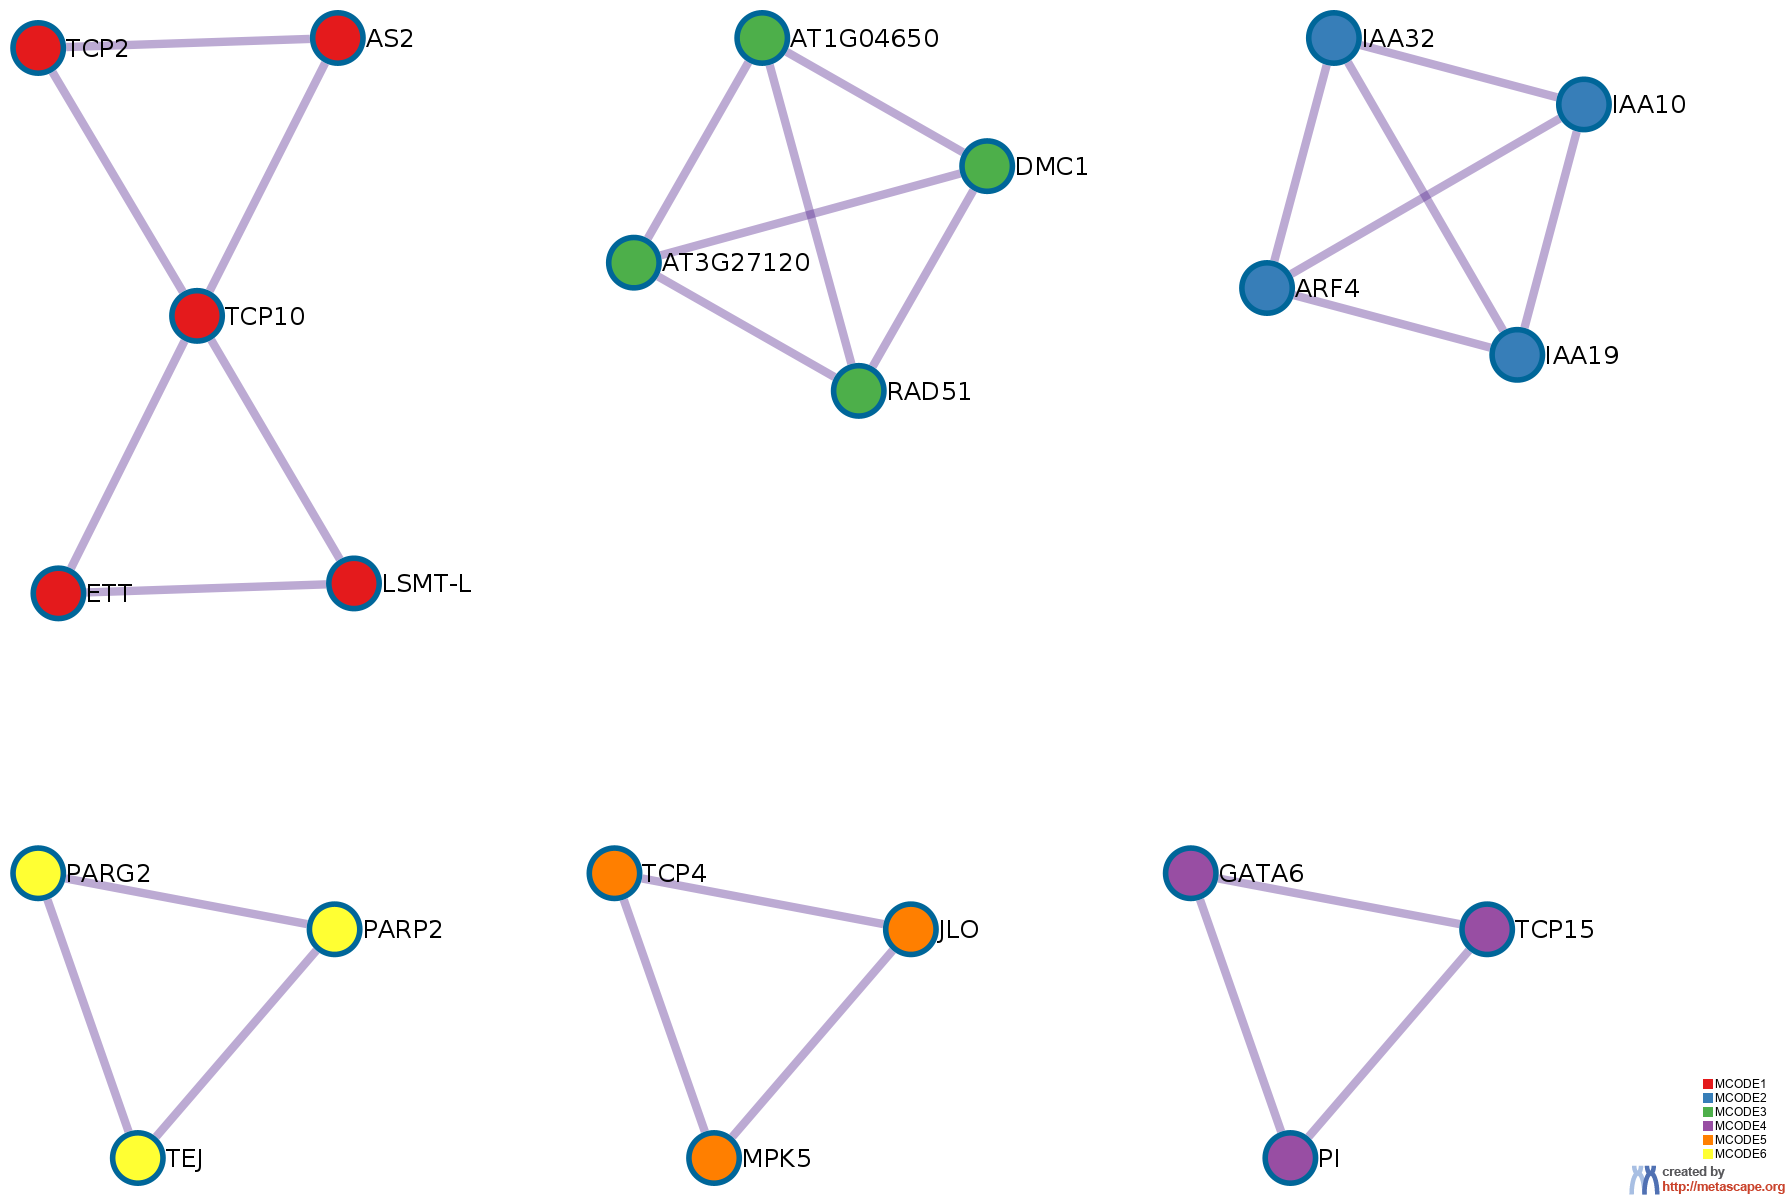 TCP2
AS2
TCP10
ETT
LSMT-L
AT1G04650
DMC1
AT3G27120
RAD51
IAA32
IAA10
ARF4
IAA19
PARG2
PARP2
TEJ
TCP4
JLO
MPK5
GATA6
TCP15
PI
MCODE1
MCODE2
MCODE3
MCODE4
MCODE5
MCODE6
created by
http://metascape.org